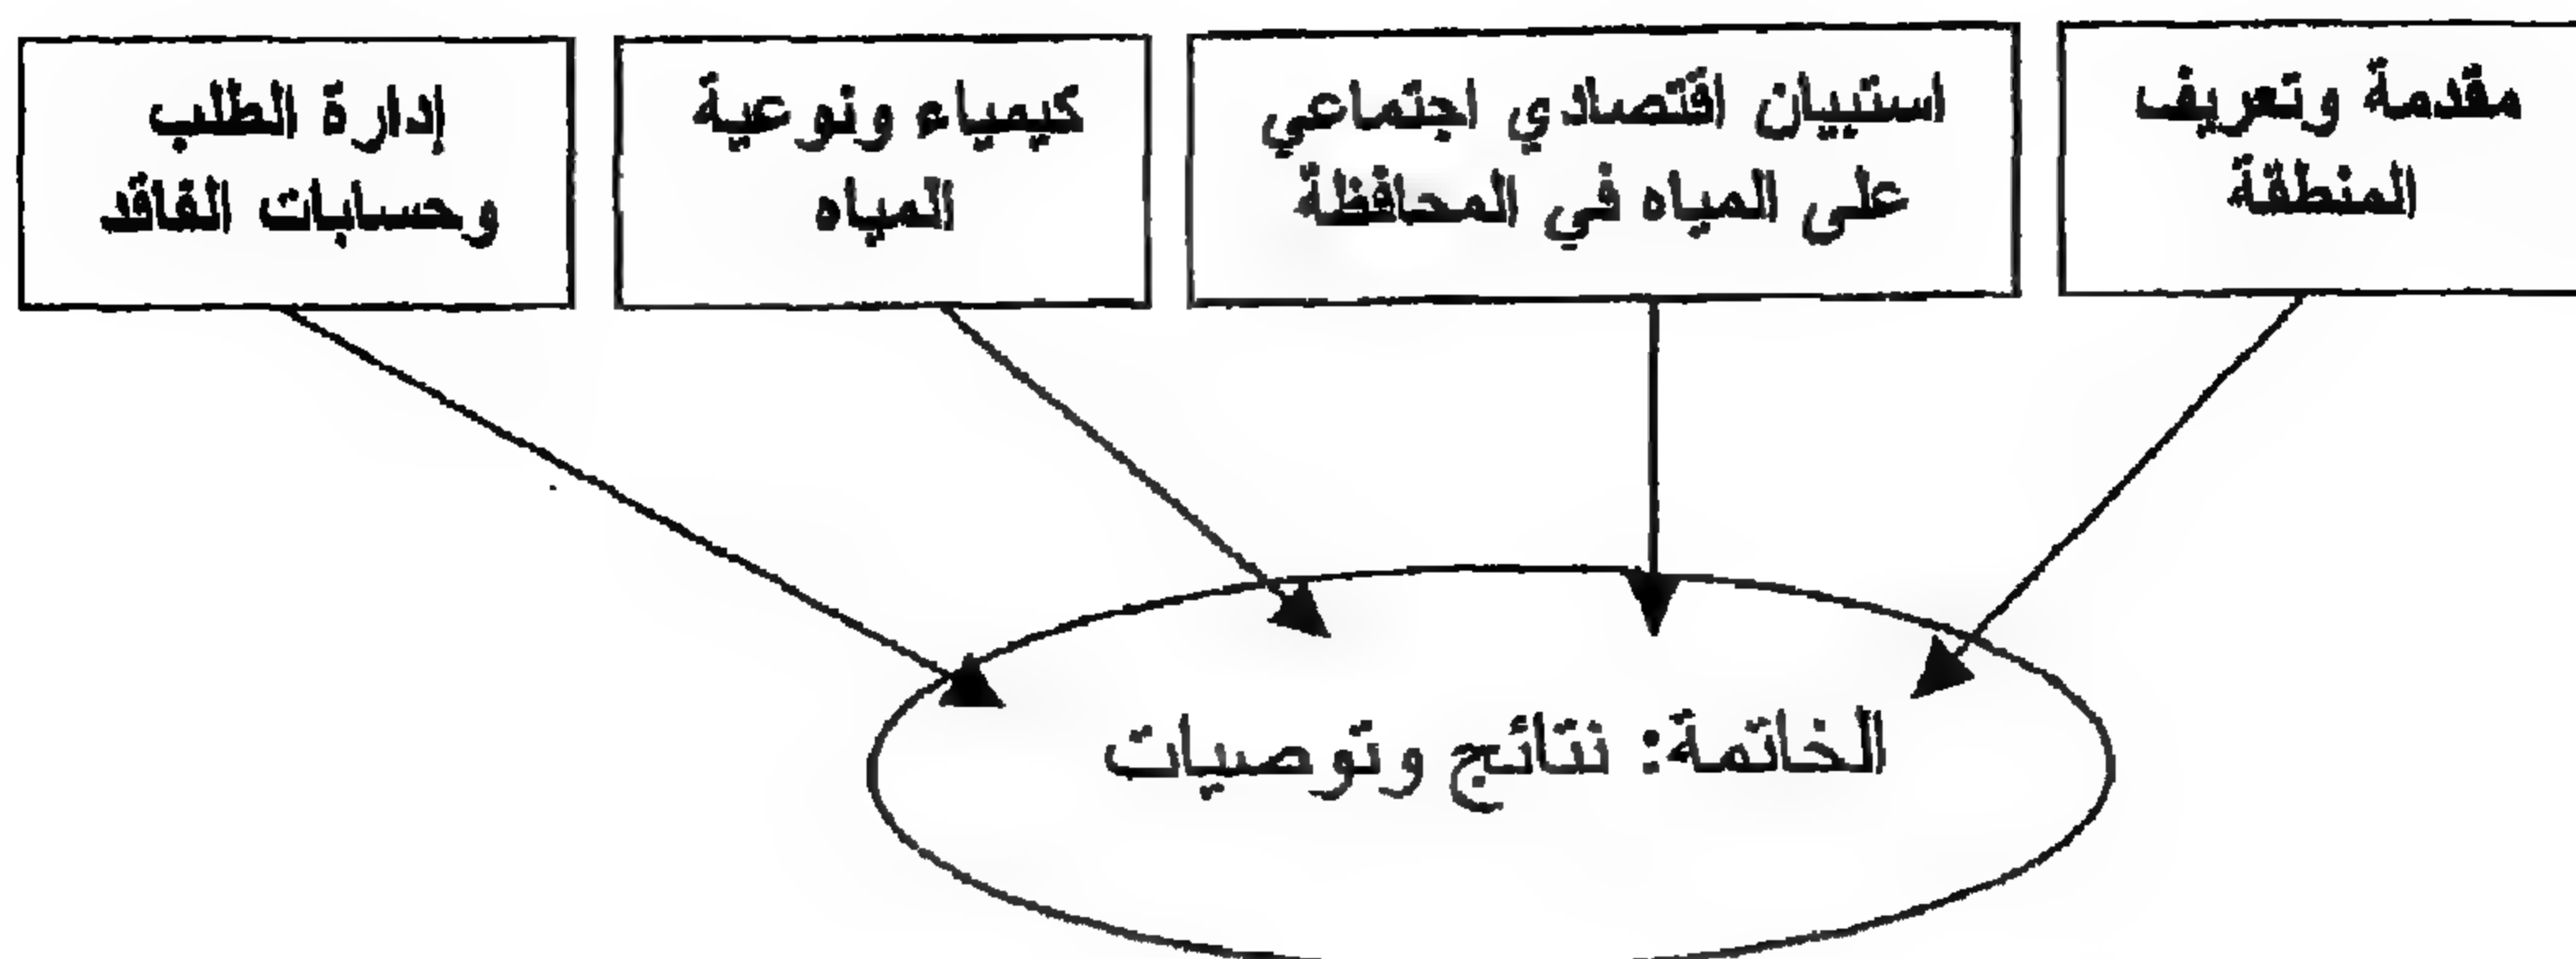 مقدمة وتعريف
المنطقة
استبيان اقتصادي اجتماعي
على المياه في المحافظة
كيمياء ونوعية
المياه
إدارة الطلب
وحسابات الفاقد
الخاتمة: نتائج وتوصيات